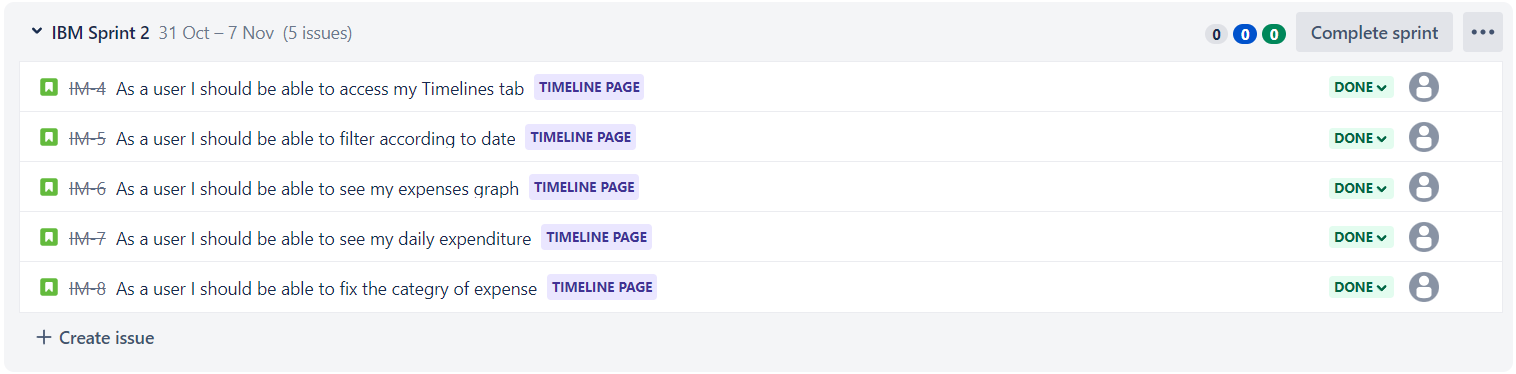 IBM Sprint 2 31 Oct – 7 Nov (5 issues) 0 0 0 Complete sprint
IM-4 As a user I should be able to access my Timelines tab TIMELINE PAGE DONE
IM-5 As a user I should be able to filter according to date TIMELINE PAGE DONE
IM-6 As a user I should be able to see my expenses graph TIMELINE PAGE DONE
IM-7 As a user I should be able to see my daily expenditure TIMELINE PAGE DONE
IM-8 As a user I should be able to fix the categry of expense TIMELINE PAGE DONE
Create issue